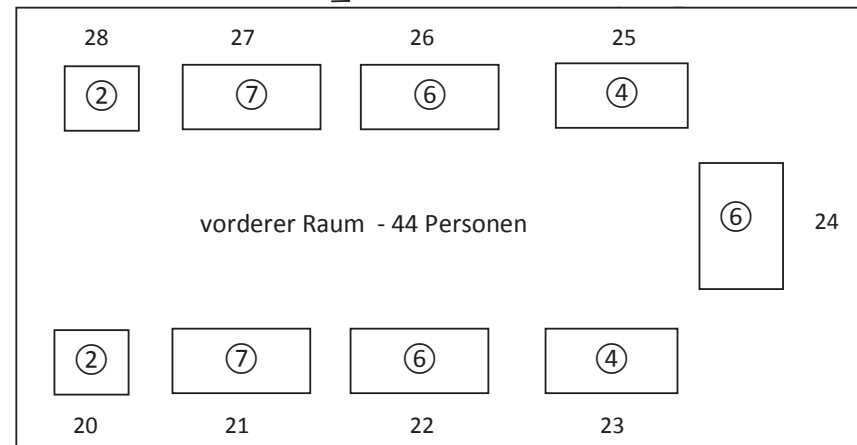 28 27 26 25
② ⑦ ⑥ ④
vorderer Raum - 44 Personen ⑥ 24
② ⑦ ⑥ ④
20 21 22 23